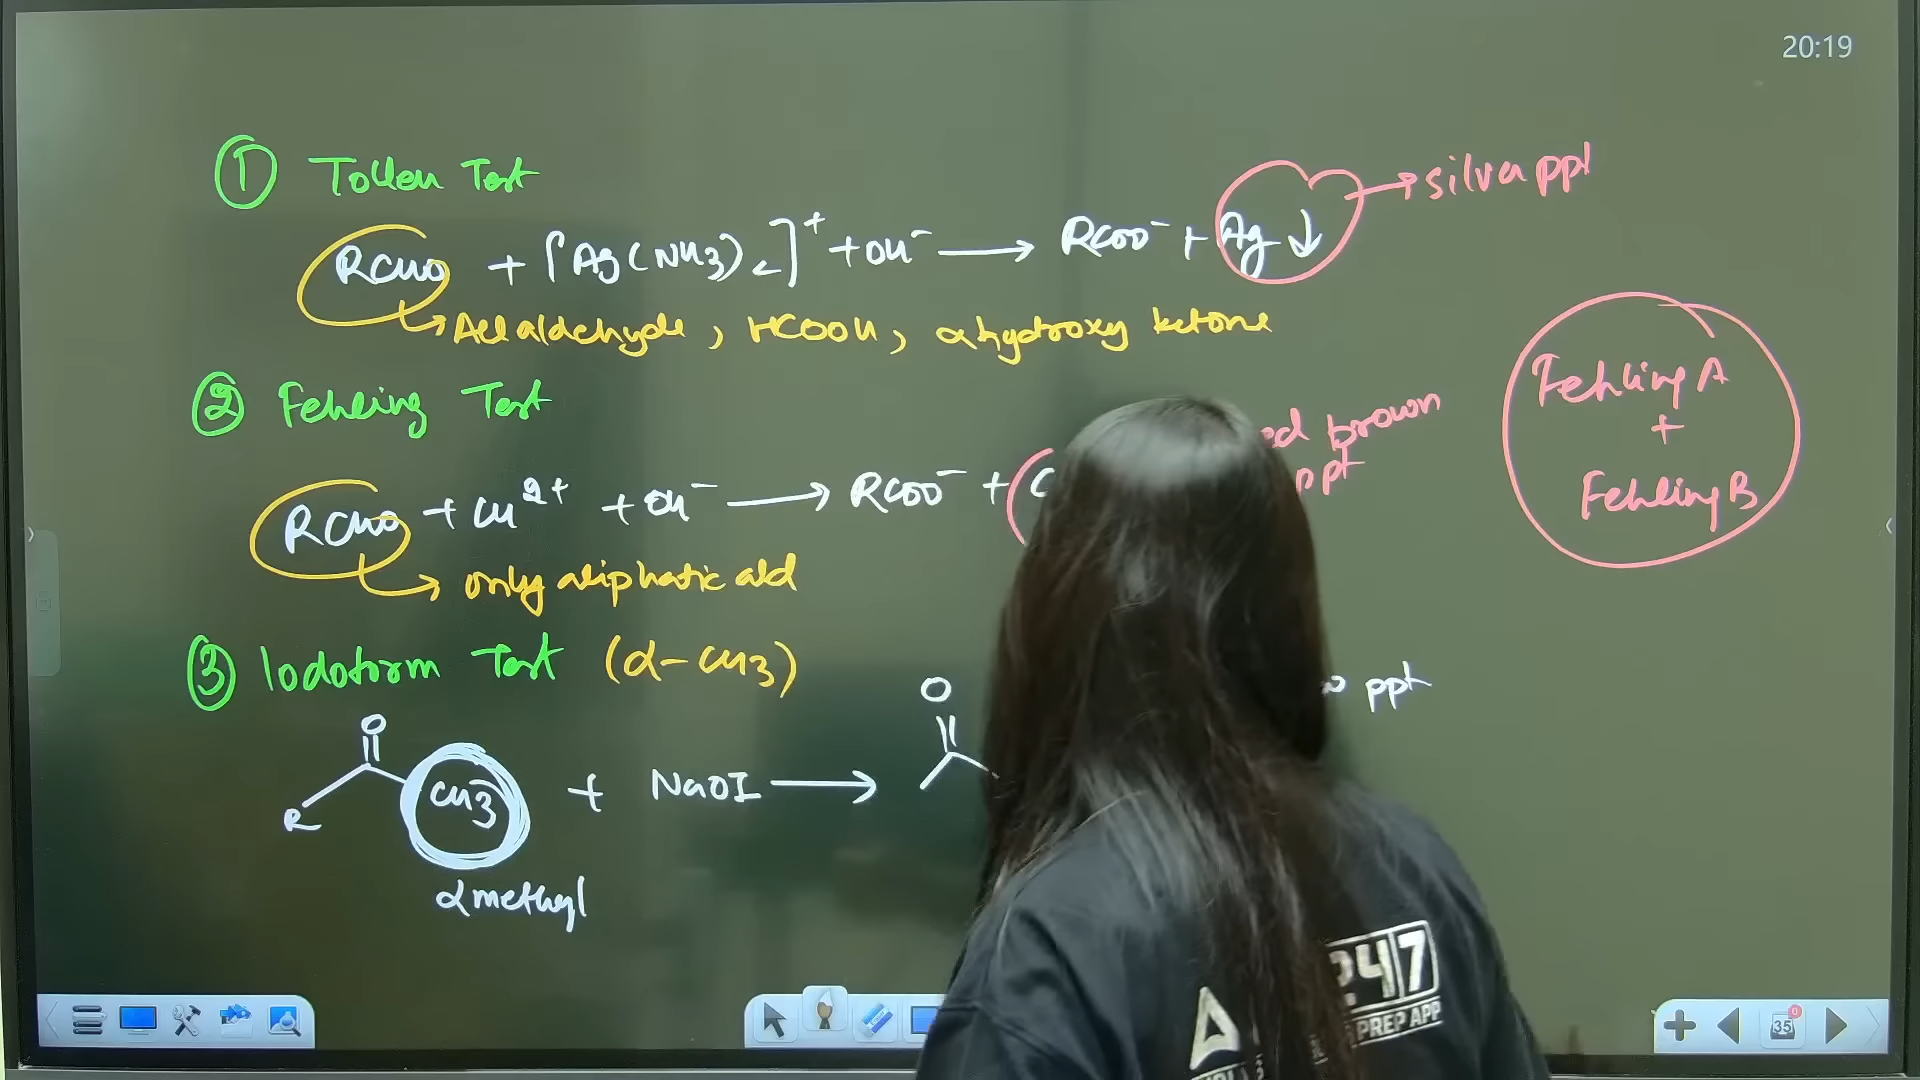 20:19
① Tollen Test
RCHO + [Ag(NH3)2]+ + OH- → RCOO- + Ag↓ → silver ppt
→ All aldehyde, HCOOH, α hydroxy ketone
② Fehling Test
RCHO + Cu2+ + OH- → RCOO- + C
brown
ppt
→ only aliphatic ald
Fehling A
+
Fehling B
③ Iodoform Test (α-CH3)
O
ppt
O
R CH3 + NaOI →
α methyl
247
PREP APP
35
0